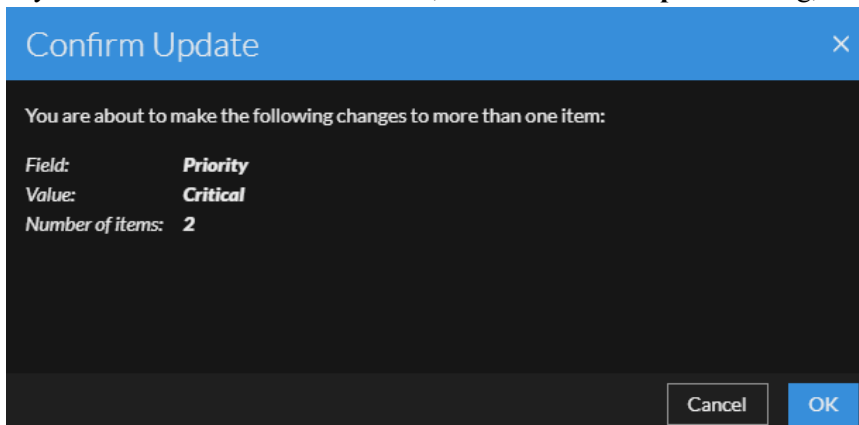 Confirm Update
You are about to make the following changes to more than one item:
Field: Priority
Value: Critical
Number of items: 2
Cancel OK